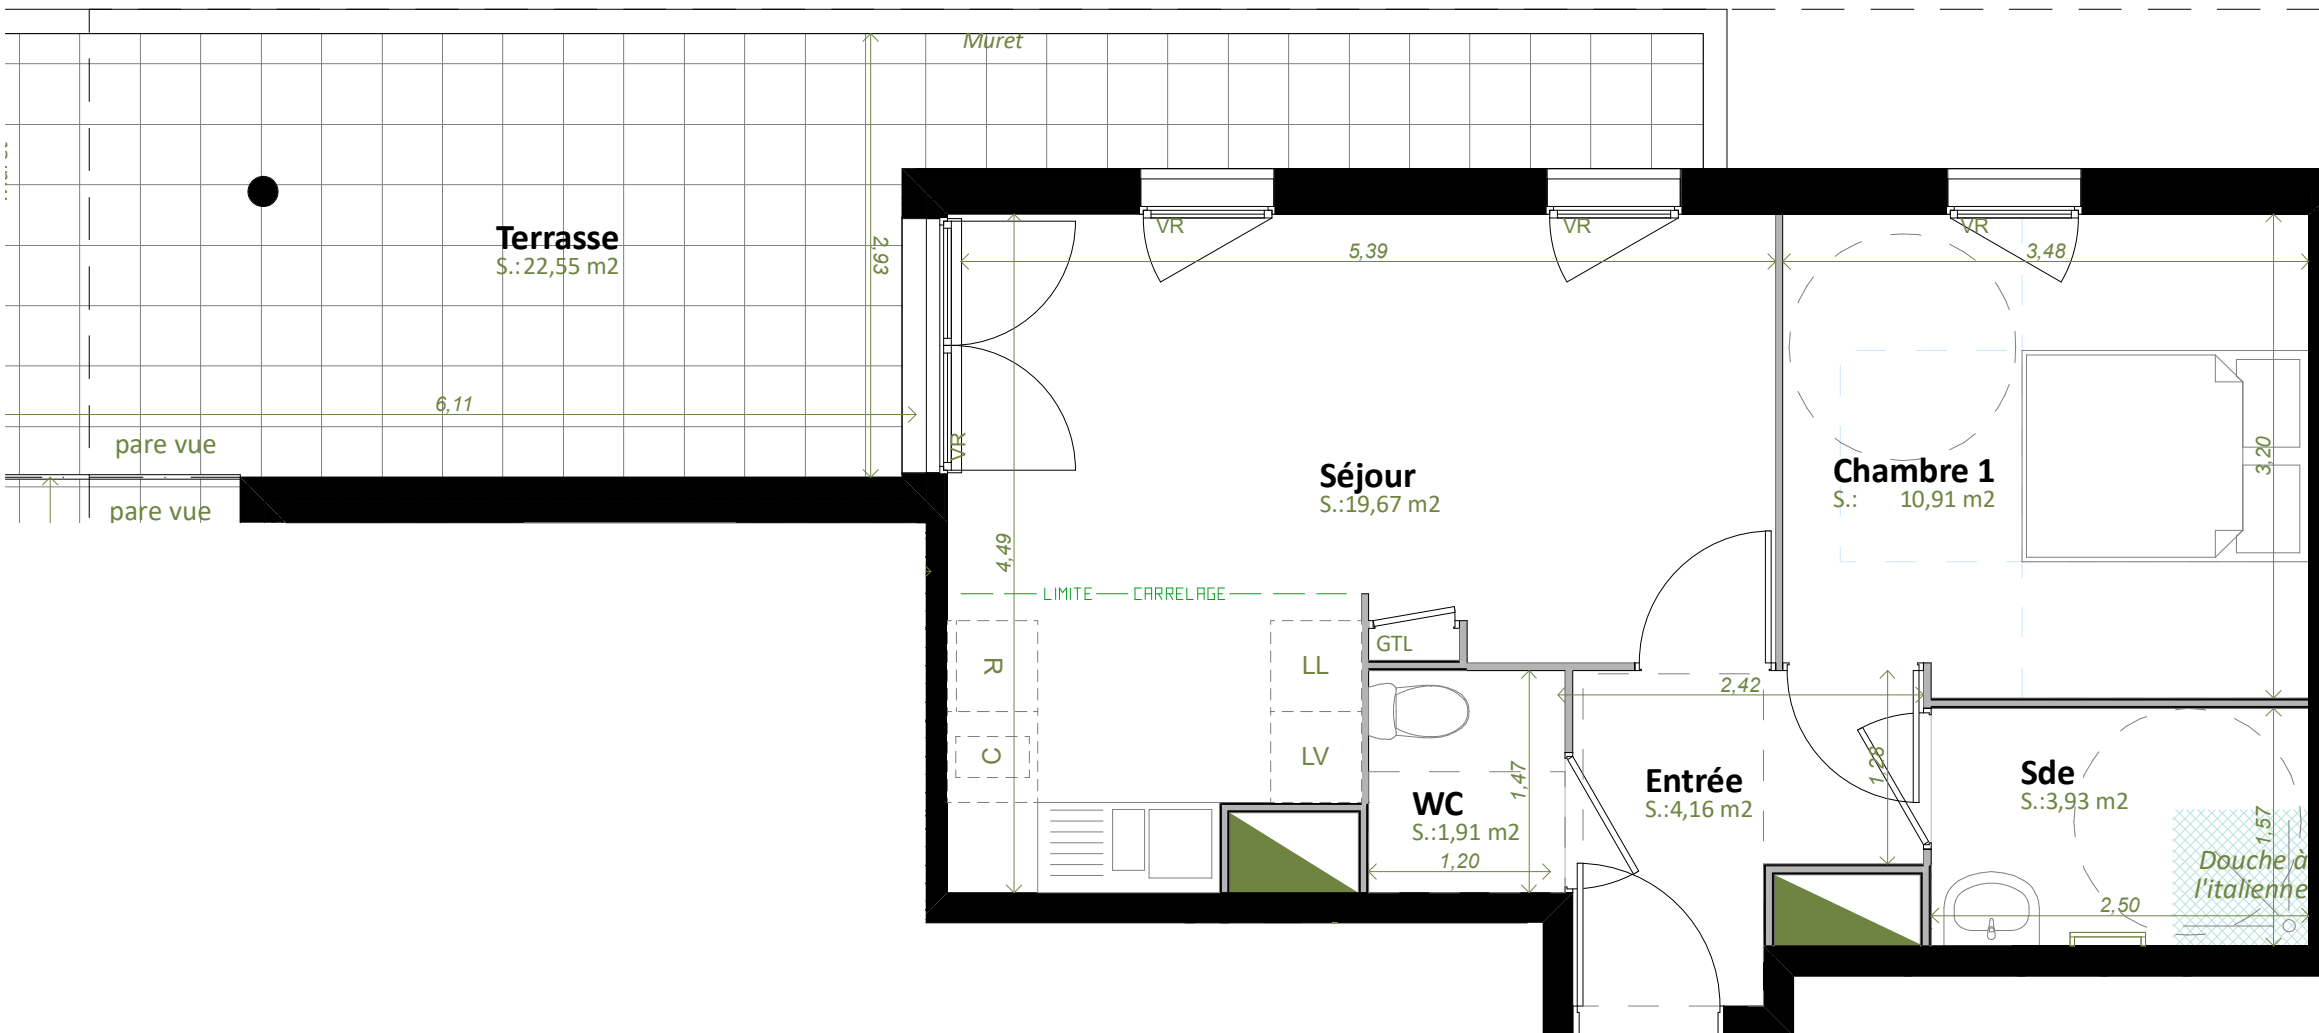 Muret
VR
VR
VR
Terrasse
S.:22,55 m2
2,93
5,39
3,48
6,11
VR
pare vue
pare vue
Séjour
S.:19,67 m2
Chambre 1
S.: 10,91 m2
3,20
4,49
LIMITE CARRELAGE
GTL
R
LL
2,42
C
LV
1,47
1,28
WC
S.:1,91 m2
1,20
Entrée
S.:4,16 m2
Sde
S.:3,93 m2
1,57
Douche à
l'italienne
2,50